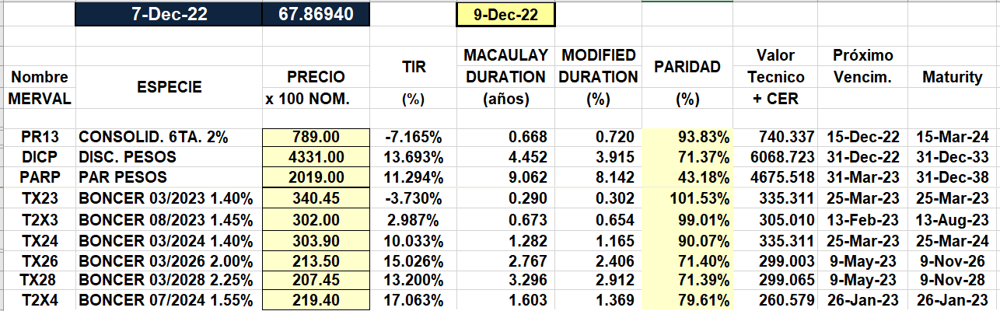 7-Dec-22 67.86940 9-Dec-22
MACAULAY MODIFIED Valor Próximo
TIR PARIDAD
Nombre PRECIO DURATION DURATION Tecnico Vencim. Maturity
ESPECIE
MERVAL x 100 NOM. (%) (años) (%) (%) + CER
PR13 CONSOLID. 6TA. 2% 789.00 -7.165% 0.668 0.720 93.83% 740.337 15-Dec-22 15-Mar-24
DICP DISC. PESOS 4331.00 13.693% 4.452 3.915 71.37% 6068.723 31-Dec-22 31-Dec-33
PARP PAR PESOS 2019.00 11.294% 9.062 8.142 43.18% 4675.518 31-Mar-23 31-Dec-38
TX23 BONCER 03/2023 1.40% 340.45 -3.730% 0.290 0.302 101.53% 335.311 25-Mar-23 25-Mar-23
T2X3 BONCER 08/2023 1.45% 302.00 2.987% 0.673 0.654 99.01% 305.010 13-Feb-23 13-Aug-23
TX24 BONCER 03/2024 1.40% 303.90 10.033% 1.282 1.165 90.07% 335.311 25-Mar-23 25-Mar-24
TX26 BONCER 03/2026 2.00% 213.50 15.026% 2.767 2.406 71.40% 299.003 9-May-23 9-Nov-26
TX28 BONCER 03/2028 2.25% 207.45 13.200% 3.296 2.912 71.39% 299.065 9-May-23 9-Nov-28
T2X4 BONCER 07/2024 1.55% 219.40 17.063% 1.603 1.369 79.61% 260.579 26-Jan-23 26-Jan-23